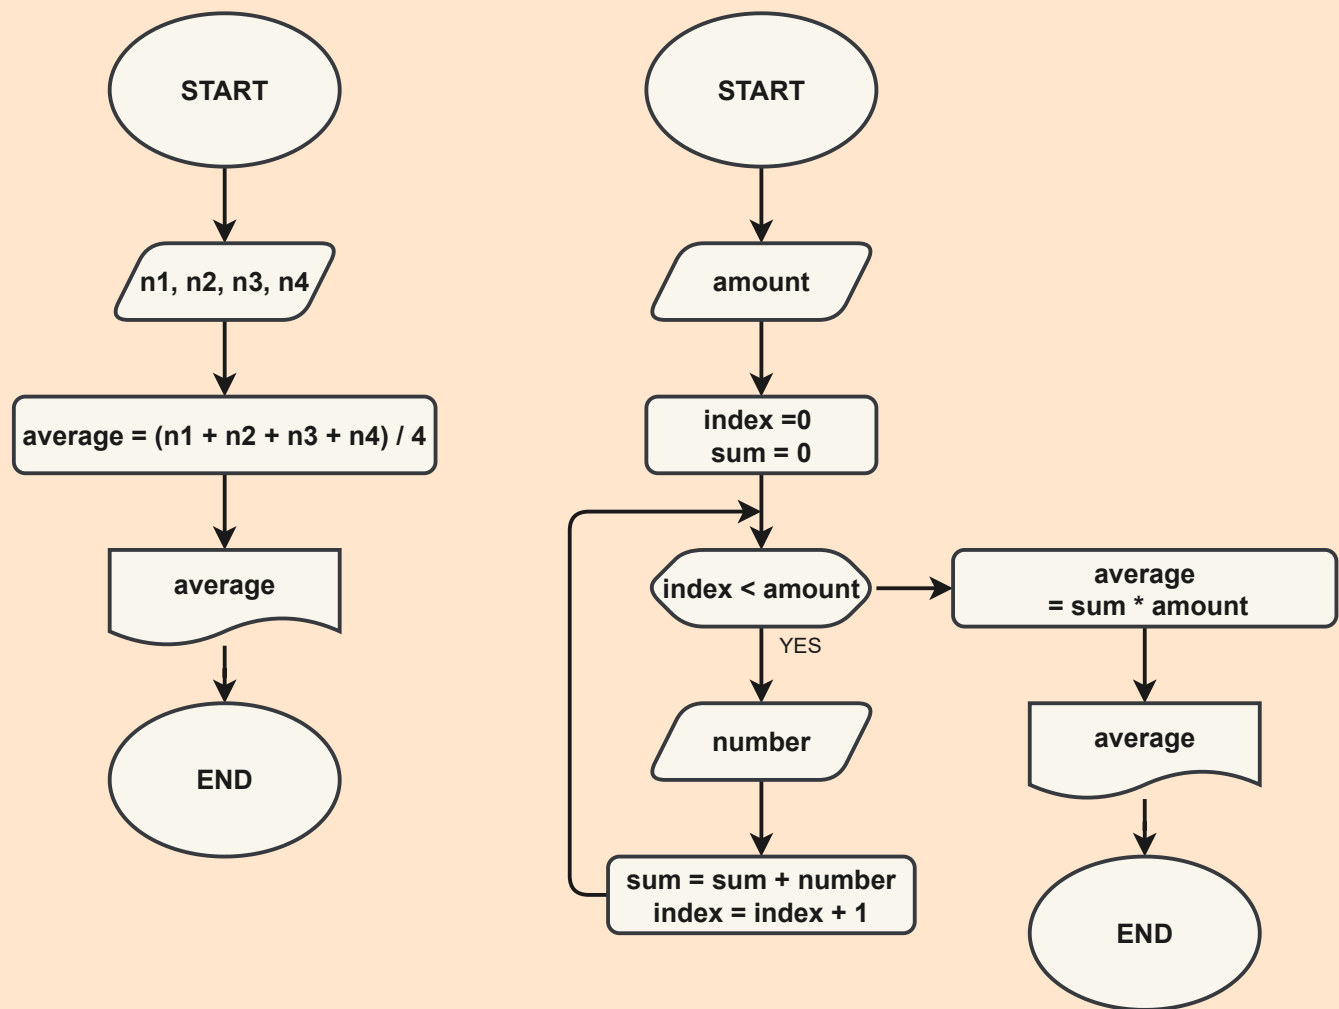 START
n1, n2, n3, n4
average = (n1 + n2 + n3 + n4) / 4
average
END
START
amount
index =0
sum = 0
index < amount
YES
number
sum = sum + number
index = index + 1
average
= sum * amount
average
END